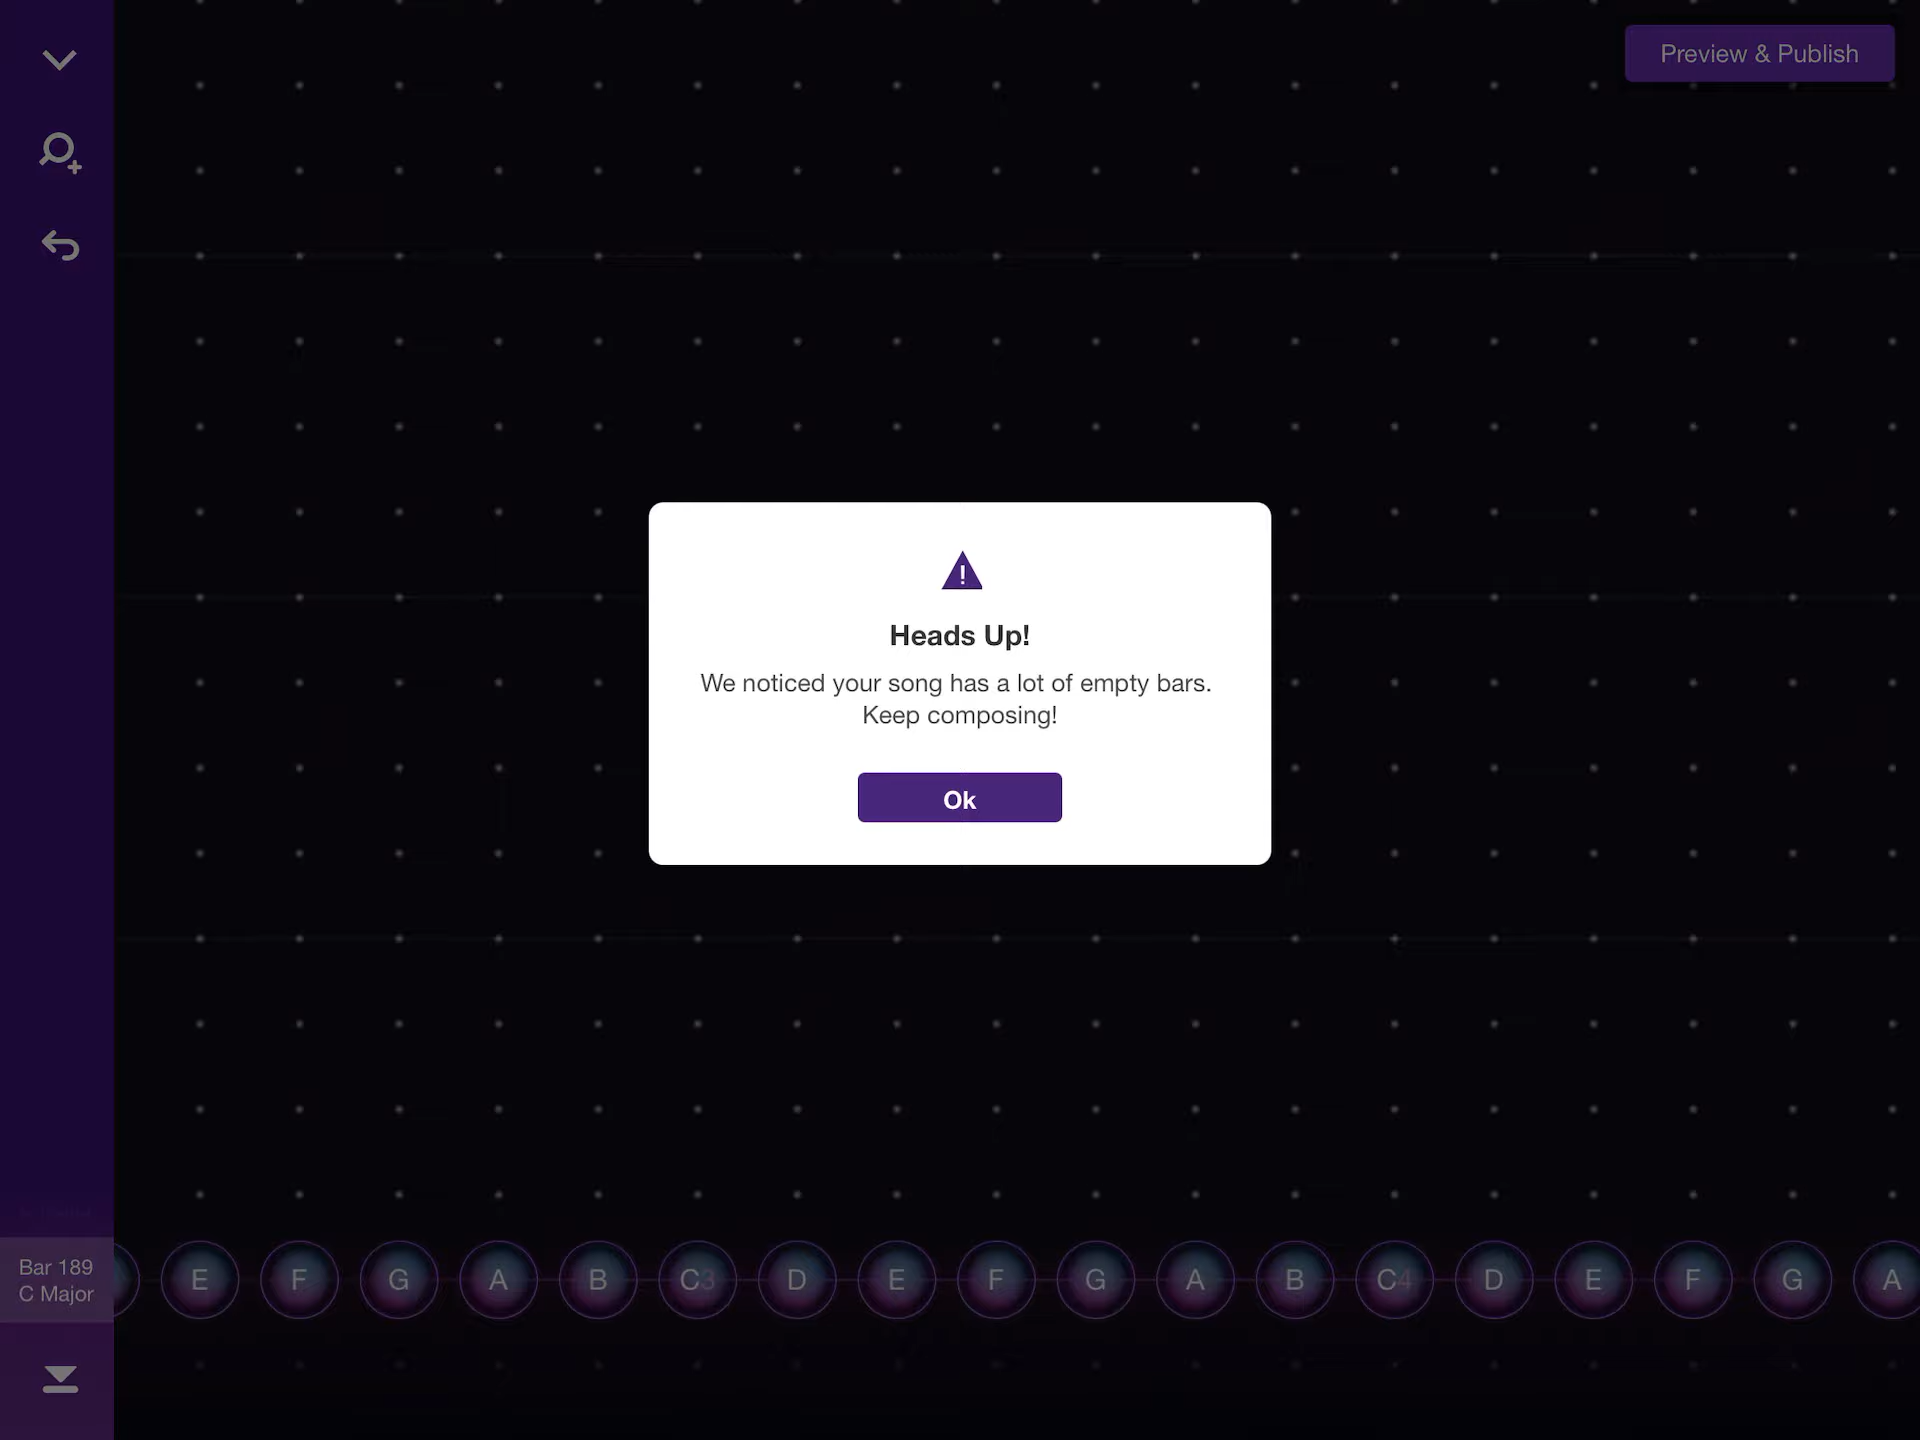 Preview & Publish
!
Heads Up!
We noticed your song has a lot of empty bars.
Keep composing!
Ok
Bar 189
C Major
E F G A B C3 D E F G A B C4 D E F G A